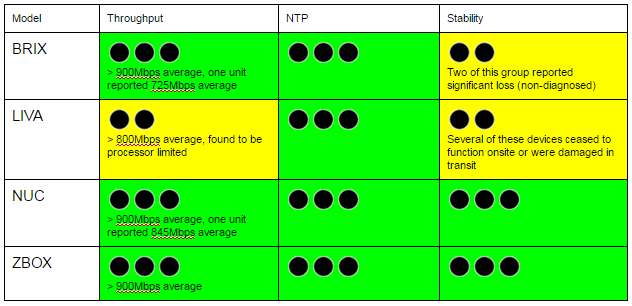 Model Throughput NTP Stability
BRIX
> 900Mbps average, one unit
reported 725Mbps average
Two of this group reported
significant loss (non-diagnosed)
LIVA
> 800Mbps average, found to be
processor limited
Several of these devices ceased to
function onsite or were damaged in
transit
NUC
> 900Mbps average, one unit
reported 845Mbps average
ZBOX
> 900Mbps average